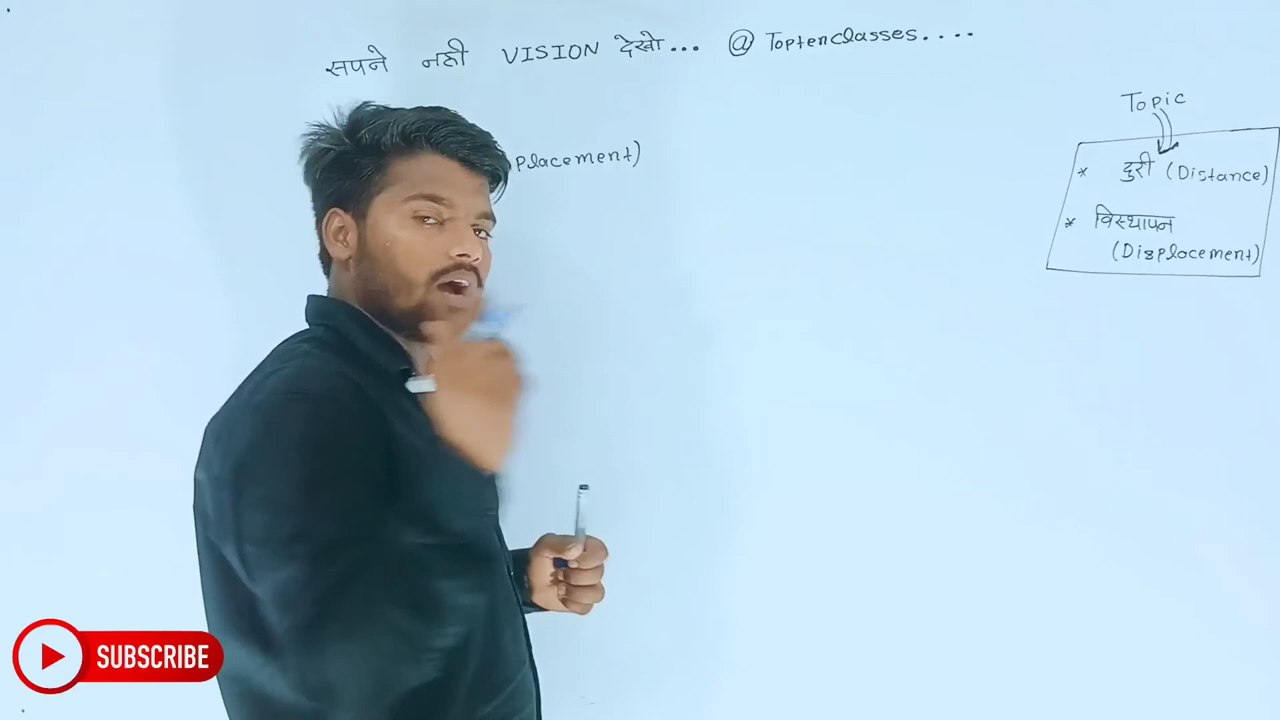 सपने नही VISION देखो... @ Toptenclasses....
placement)
Topic
* दुरी (Distance)
* विस्थापन
(Displacement)
SUBSCRIBE